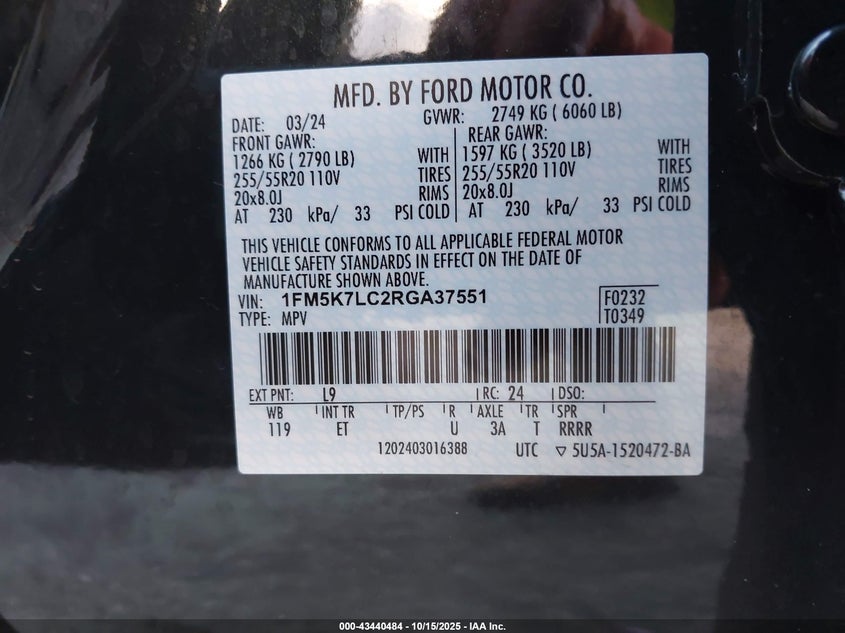 MFD. BY FORD MOTOR CO.
DATE: 03/24 GVWR: 2749 KG ( 6060 LB)
FRONT GAWR: REAR GAWR:
1266 KG ( 2790 LB) WITH 1597 KG ( 3520 LB) WITH
255/55R20 110V TIRES 255/55R20 110V TIRES
20x8.0J RIMS 20x8.0J RIMS
AT 230 kPa/ 33 PSI COLD AT 230 kPa/ 33 PSI COLD
THIS VEHICLE CONFORMS TO ALL APPLICABLE FEDERAL MOTOR
VEHICLE SAFETY STANDARDS IN EFFECT ON THE DATE OF
MANUFACTURE SHOWN ABOVE.
VIN: 1FM5K7LC2RGA37551 F0232
TYPE: MPV T0349
EXT PNT: L9 RC: 24 DSO:
WB INT TR TP/PS R AXLE TR SPR
119 ET U 3A T RRRR
1202403016388 UTC ▽ 5U5A-1520472-BA
000-43440484 - 10/15/2025 - IAA Inc.